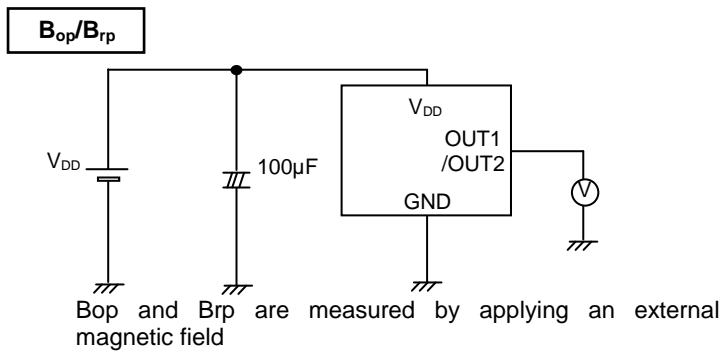 Bop/Brp
VDD
OUT1
VDD
100µF
/OUT2
V
GND
Bop and Brp are measured by applying an external
magnetic field